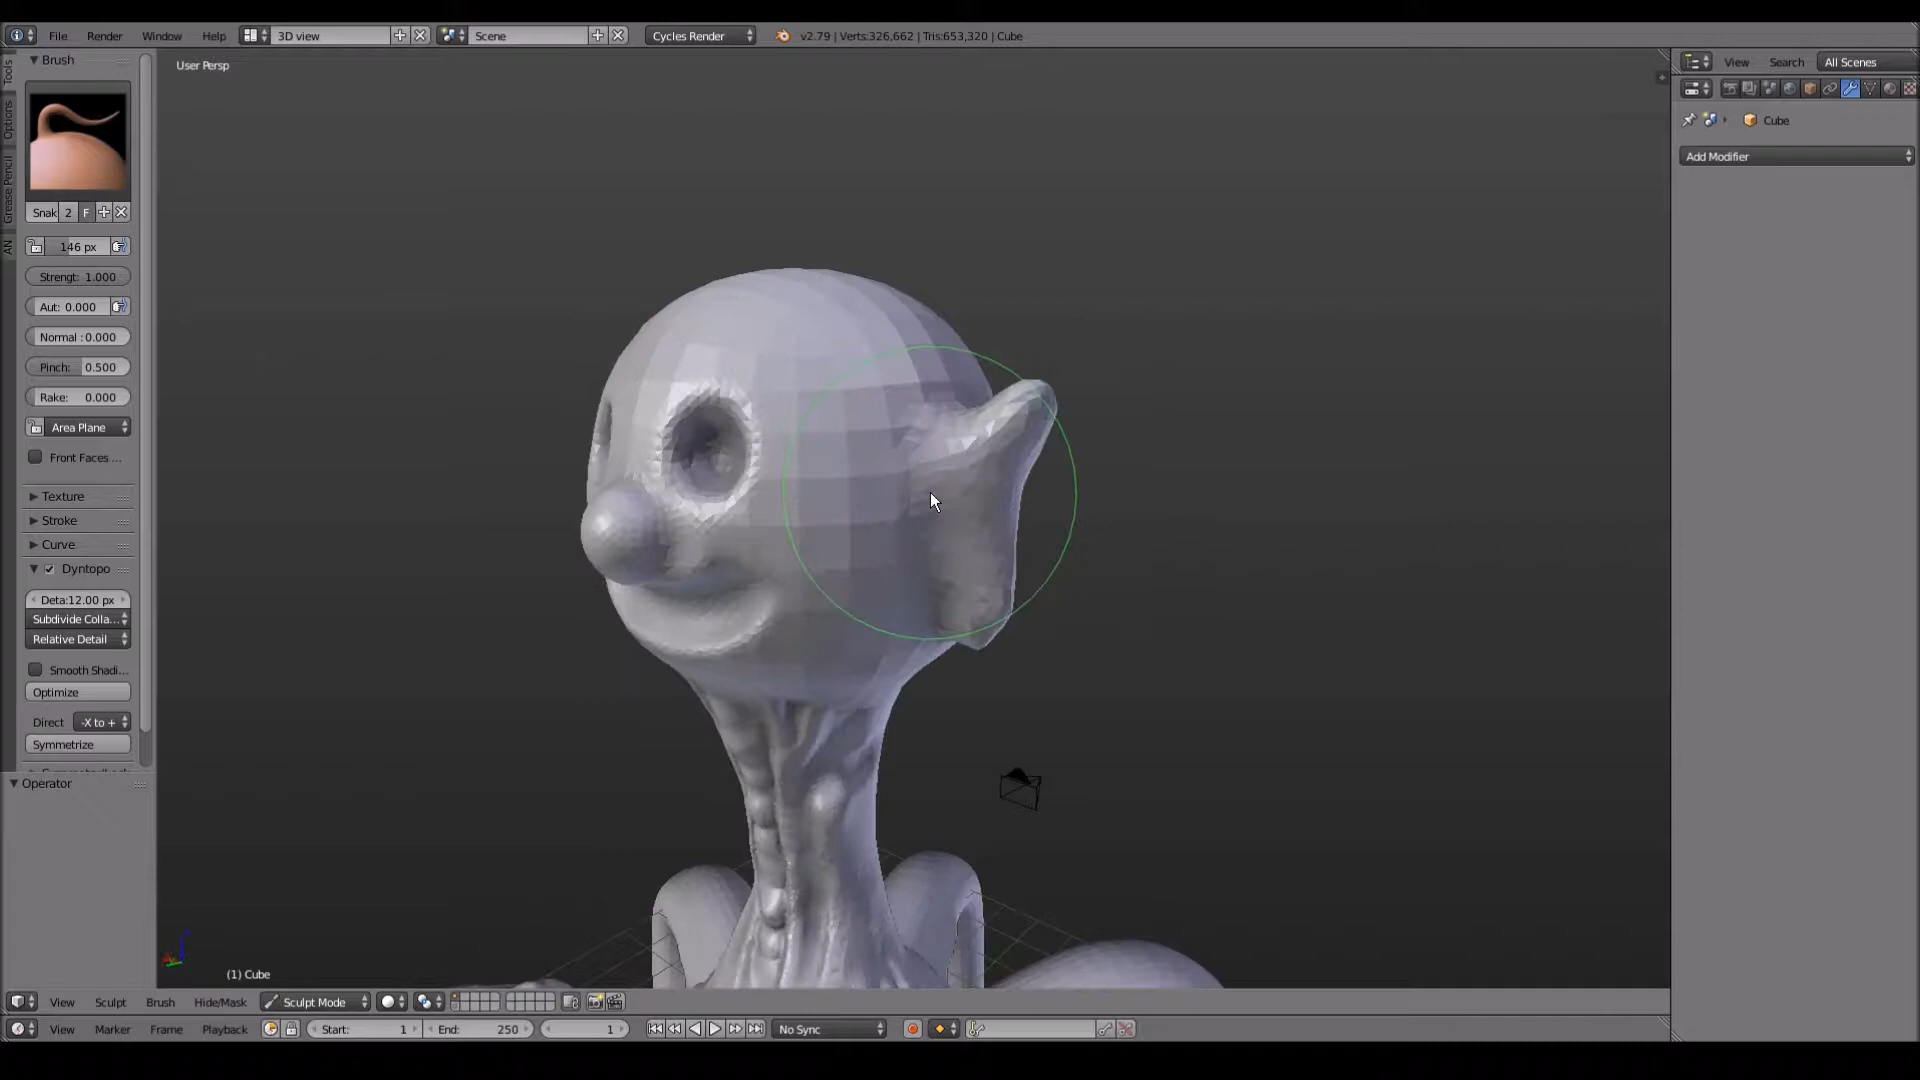 File Render Window Help 3D view Scene Cycles Render v2.79 | Verts:326,662 | Tris:653,320 | Cube
View Search All Scenes
Brush
User Persp
Tools
Options
Grease Pencil
AN
Cube
Add Modifier
Snak 2 F
146 px
Strengt: 1.000
Aut: 0.000
Normal : 0.000
Pinch: 0.500
Rake: 0.000
Area Plane
Front Faces ...
Texture
Stroke
Curve
Dyntopo
Deta:12.00 px
Subdivide Colla...
Relative Detail
Smooth Shadi...
Optimize
Direct -X to +
Symmetrize
Operator
(1) Cube
View Sculpt Brush Hide/Mask Sculpt Mode
View Marker Frame Playback Start: 1 End: 250 1 No Sync